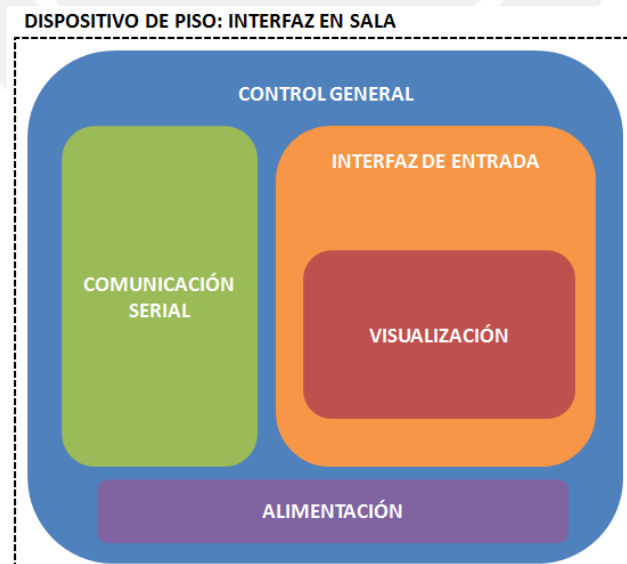 DISPOSITIVO DE PISO: INTERFAZ EN SALA
CONTROL GENERAL
COMUNICACIÓN
SERIAL
INTERFAZ DE ENTRADA
VISUALIZACIÓN
ALIMENTACIÓN